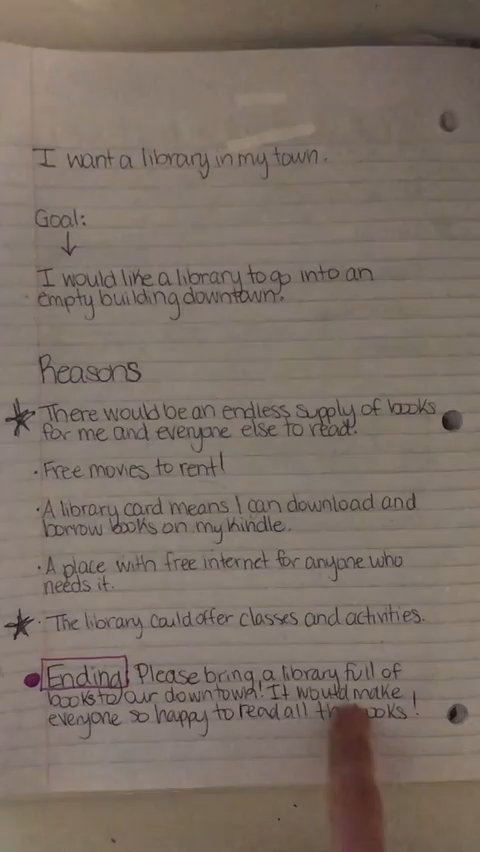 I want a library in my town.
Goal:
↓
I would like a library to go into an
empty building downtown.
Reasons
★ There would be an endless supply of books
for me and everyone else to read.
· Free movies to rent!
· A library card means I can download and
borrow books on my kindle.
· A place with free internet for anyone who
needs it.
★· The library could offer classes and activities.
● Ending Please bring a library full of
books to our downtown! It would make
everyone so happy to read all !